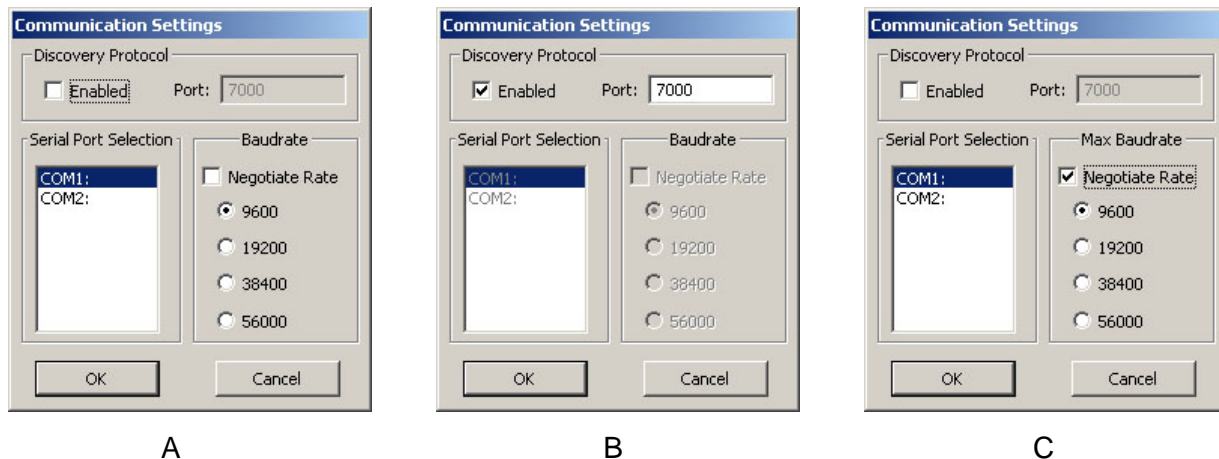 Communication Settings
Discovery Protocol
Enabled Port: 7000
Serial Port Selection
COM1:
COM2:
Baudrate
Negotiate Rate
9600
19200
38400
56000
OK Cancel
A
Communication Settings
Discovery Protocol
Enabled Port: 7000
Serial Port Selection
COM1:
COM2:
Baudrate
Negotiate Rate
9600
19200
38400
56000
OK Cancel
B
Communication Settings
Discovery Protocol
Enabled Port: 7000
Serial Port Selection
COM1:
COM2:
Max Baudrate
Negotiate Rate
9600
19200
38400
56000
OK Cancel
C